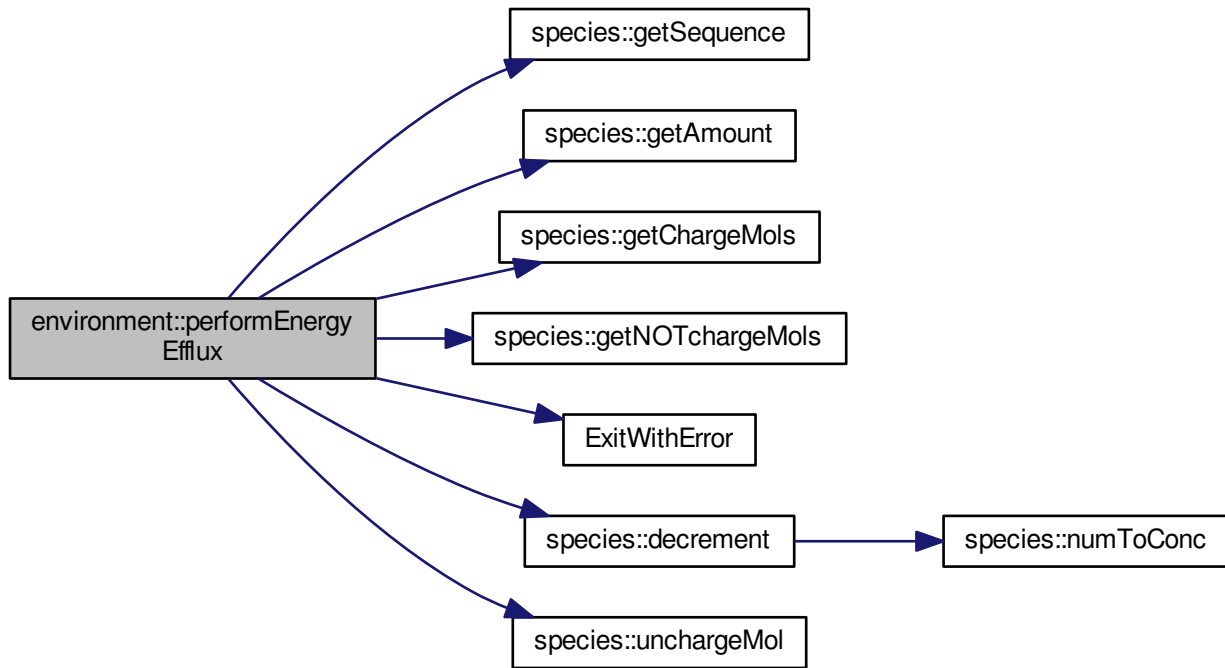 species::getSequence
species::getAmount
species::getChargeMols
environment::performEnergy
Efflux
species::getNOTchargeMols
ExitWithError
species::decrement
species::numToConc
species::unchargeMol